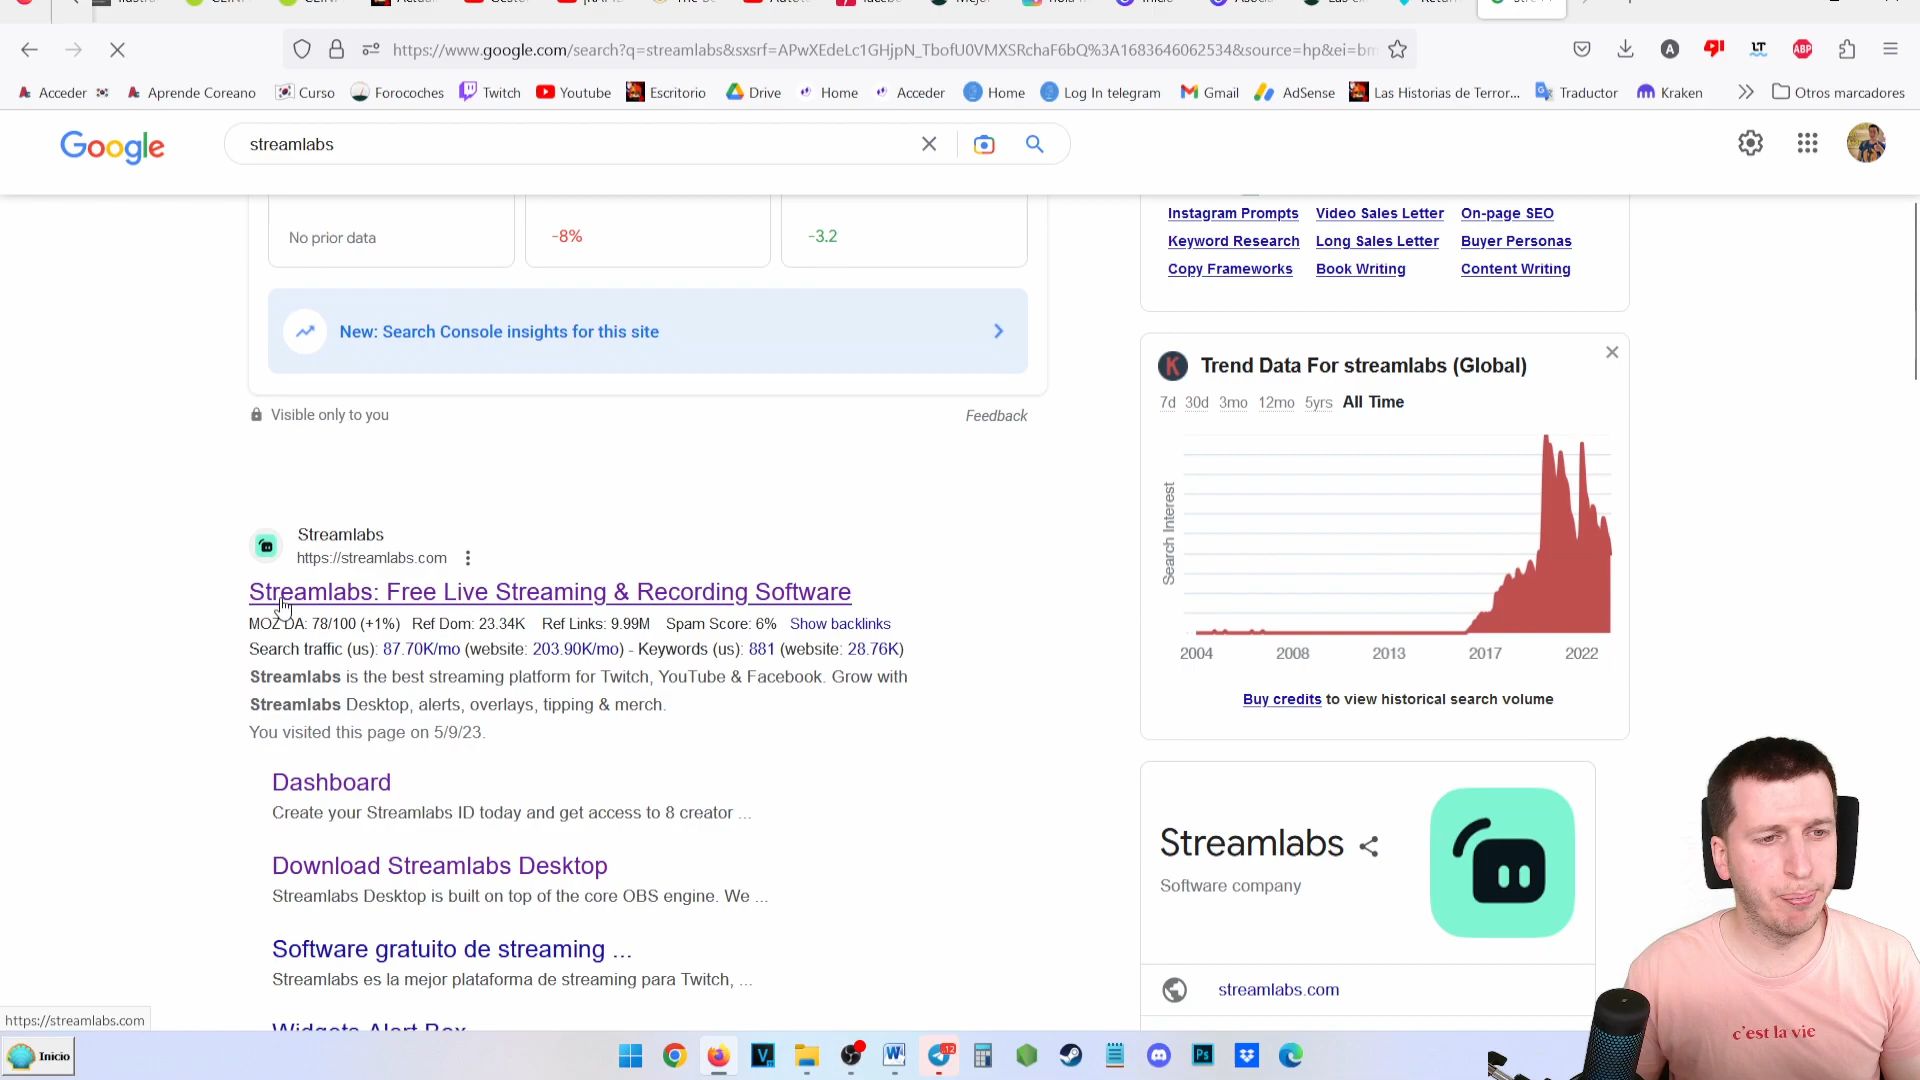 https://www.google.com/search?q=streamlabs&sxsrf=APwXEdeLc1GHjpN_TbofU0VMXSRchaF6bQ%3A1683646062534&source=hp&ei=bm
Acceder
Aprende Coreano
Curso
Forocoches
Twitch
Youtube
Escritorio
Drive
Home
Acceder
Home
Log In telegram
Gmail
AdSense
Las Historias de Terror...
Traductor
Kraken
Otros marcadores
Google
streamlabs
No prior data
-8%
-3.2
New: Search Console insights for this site
Visible only to you
Feedback
Streamlabs
https://streamlabs.com
Streamlabs: Free Live Streaming & Recording Software
MOZ DA: 78/100 (+1%) Ref Dom: 23.34K Ref Links: 9.99M Spam Score: 6% Show backlinks
Search traffic (us): 87.70K/mo (website: 203.90K/mo) - Keywords (us): 881 (website: 28.76K)
Streamlabs is the best streaming platform for Twitch, YouTube & Facebook. Grow with
Streamlabs Desktop, alerts, overlays, tipping & merch.
You visited this page on 5/9/23.
Dashboard
Create your Streamlabs ID today and get access to 8 creator ...
Download Streamlabs Desktop
Streamlabs Desktop is built on top of the core OBS engine. We ...
Software gratuito de streaming ...
Streamlabs es la mejor plataforma de streaming para Twitch, ...
Widgets Alert Box
Instagram Prompts Video Sales Letter On-page SEO
Keyword Research Long Sales Letter Buyer Personas
Copy Frameworks Book Writing Content Writing
K
Trend Data For streamlabs (Global)
7d 30d 3mo 12mo 5yrs All Time
Search Interest
2004 2008 2013 2017 2022
Buy credits to view historical search volume
Streamlabs
Software company
streamlabs.com
c'est la vie
https://streamlabs.com
Inicio
W
12
Ps
LT
ABP
A
V